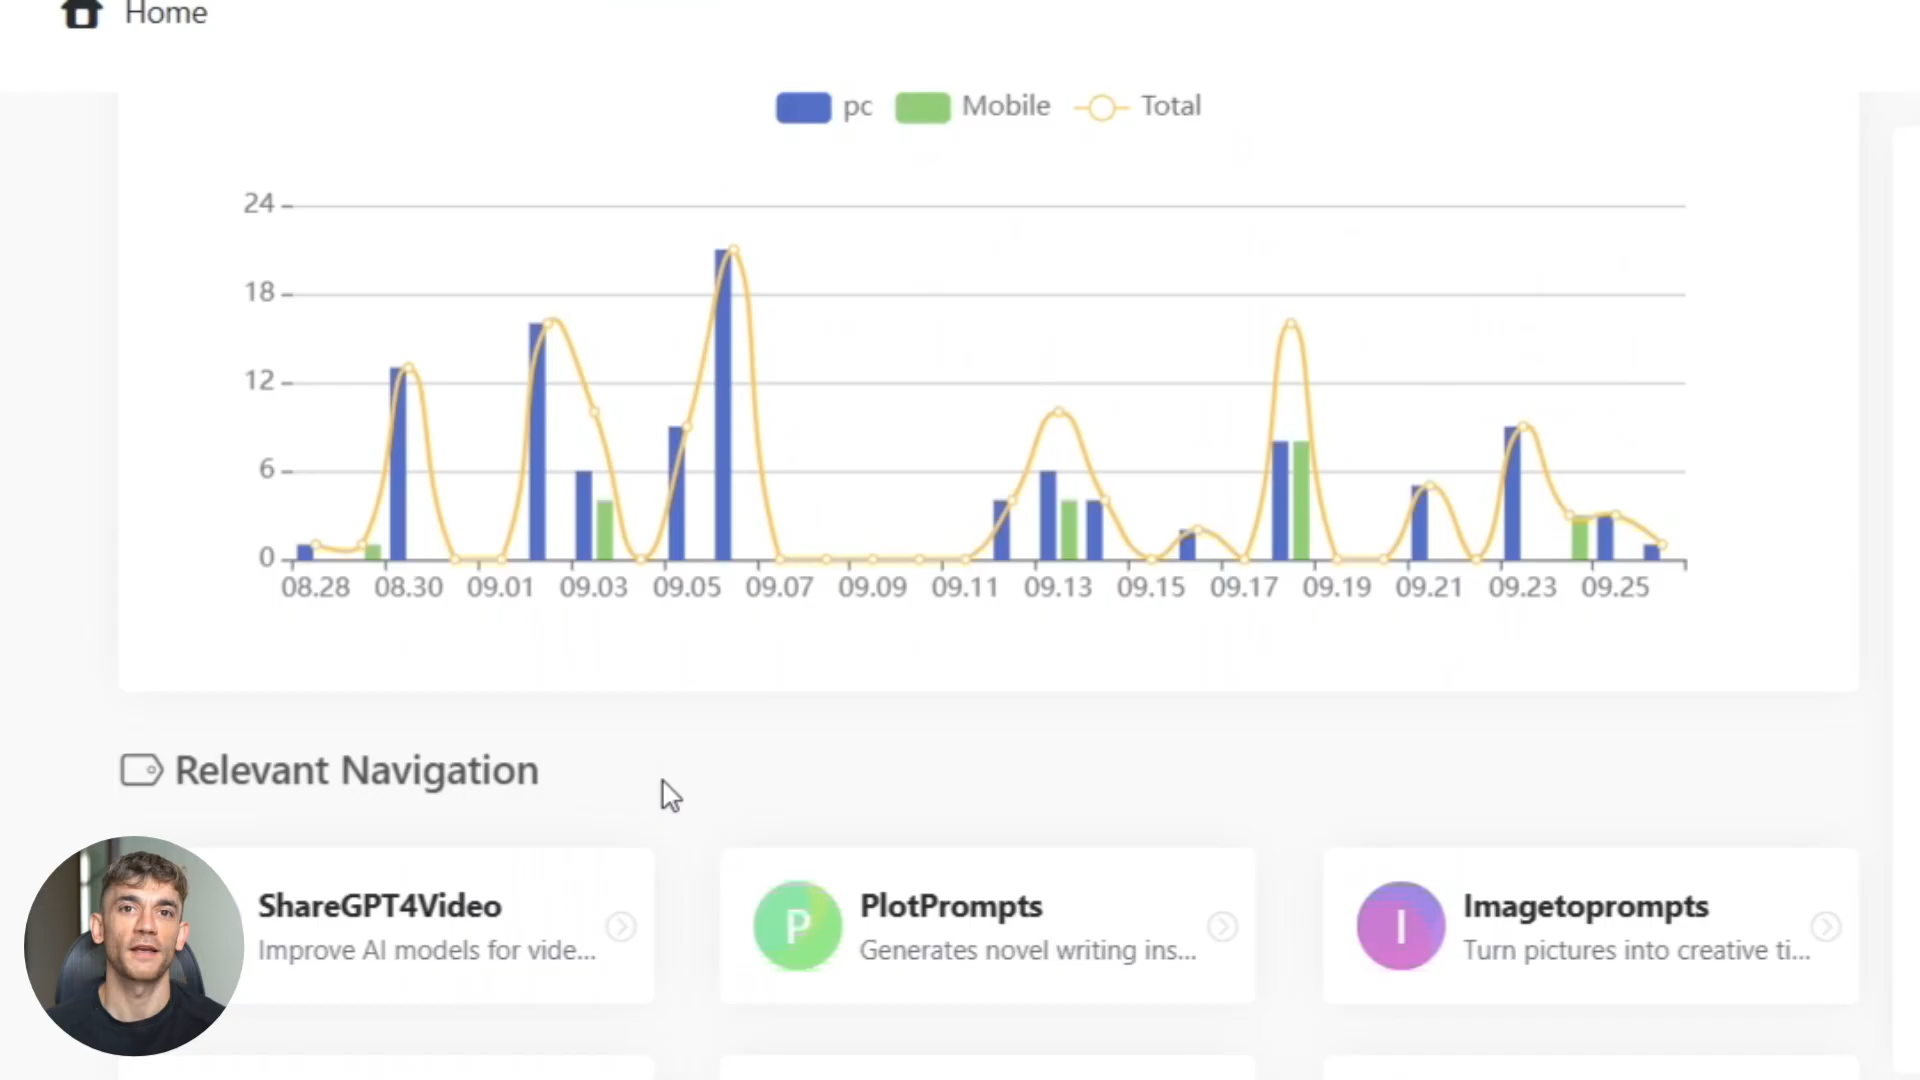 Home
pc Mobile Total
24
18
12
6
0
08.28 08.30 09.01 09.03 09.05 09.07 09.09 09.11 09.13 09.15 09.17 09.19 09.21 09.23 09.25
Relevant Navigation
ShareGPT4Video
Improve AI models for vide...
P
PlotPrompts
Generates novel writing ins...
I
Imagetoprompts
Turn pictures into creative ti...